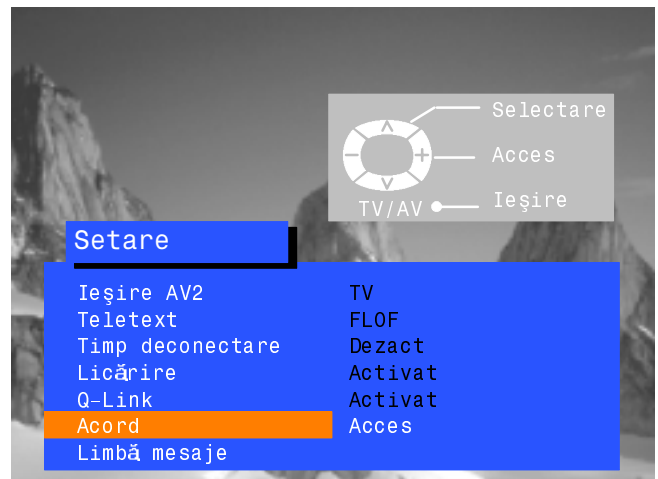 Selectare
Acces
TV/AV Ieşire
Setare
Ieşire AV2 TV
Teletext FLOF
Timp deconectare Dezact
Licărire Activat
Q-Link Activat
Acord Acces
Limbă mesaje